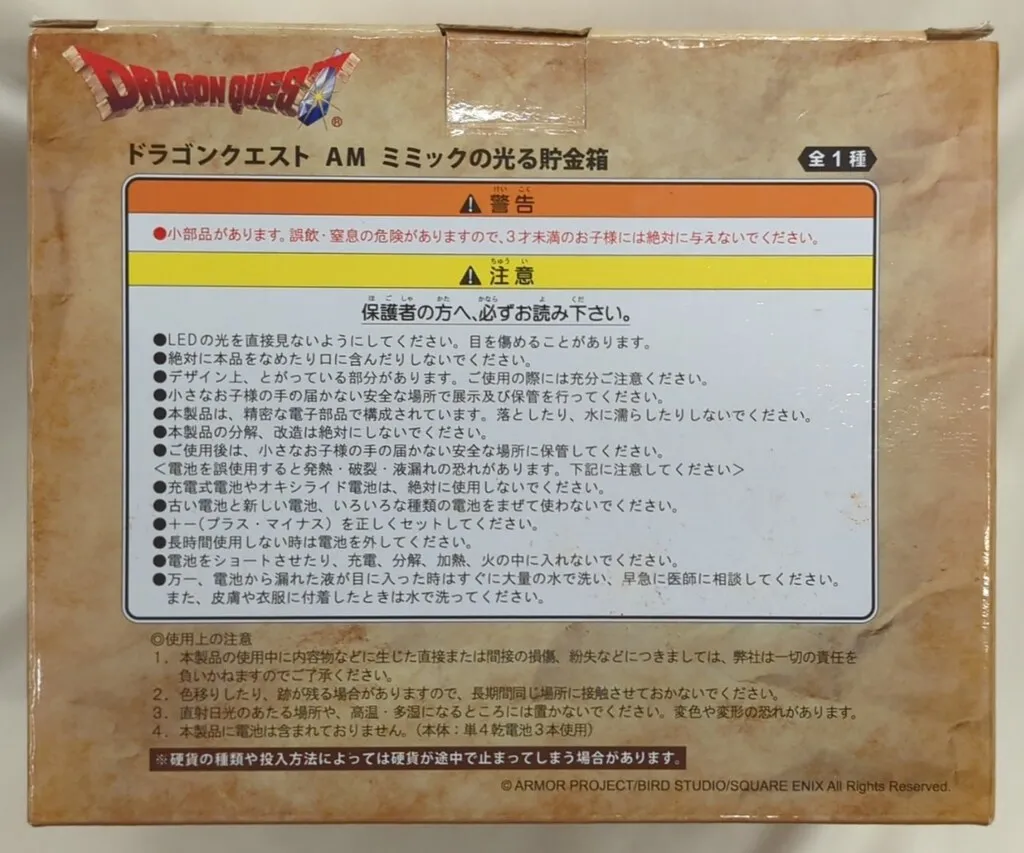 DRAGON QUEST®
ドラゴンクエスト AM ミミックの光る貯金箱
全1種
けい こく
⚠警告
●小部品があります。誤飲・窒息の危険がありますので、3才未満のお子様には絶対に与えないでください。
ちゅう い
⚠注意
ほ ご しゃ かた かなら よ くだ
保護者の方へ、必ずお読み下さい。
●LEDの光を直接見ないようにしてください。目を傷めることがあります。
●絶対に本品をなめたり口に含んだりしないでください。
●デザイン上、とがっている部分があります。ご使用の際には充分ご注意ください。
●小さなお子様の手の届かない安全な場所で展示及び保管を行ってください。
●本製品は、精密な電子部品で構成されています。落としたり、水に濡らしたりしないでください。
●本製品の分解、改造は絶対にしないでください。
●ご使用後は、小さなお子様の手の届かない安全な場所に保管してください。
＜電池を誤使用すると発熱・破裂・液漏れの恐れがあります。下記に注意してください＞
●充電式電池やオキシライド電池は、絶対に使用しないでください。
●古い電池と新しい電池、いろいろな種類の電池をまぜて使わないでください。
●＋−(プラス・マイナス）を正しくセットしてください。
●長時間使用しない時は電池を外してください。
●電池をショートさせたり、充電、分解、加熱、火の中に入れないでください。
●万一、電池から漏れた液が目に入った時はすぐに大量の水で洗い、早急に医師に相談してください。
また、皮膚や衣服に付着したときは水で洗ってください。
◎使用上の注意
1．本製品の使用中に内容物などに生じた直接または間接の損傷、紛失などにつきましては、弊社は一切の責任を
負いかねますのでご了承ください。
2．色移りしたり、跡が残る場合がありますので、長期間同じ場所に接触させておかないでください。
3．直射日光のあたる場所や、高温・多湿になるところには置かないでください。変色や変形の恐れがあります。
4．本製品に電池は含まれておりません。（本体：単4乾電池3本使用）
※硬貨の種類や投入方法によっては硬貨が途中で止まってしまう場合があります。
© ARMOR PROJECT/BIRD STUDIO/SQUARE ENIX All Rights Reserved.